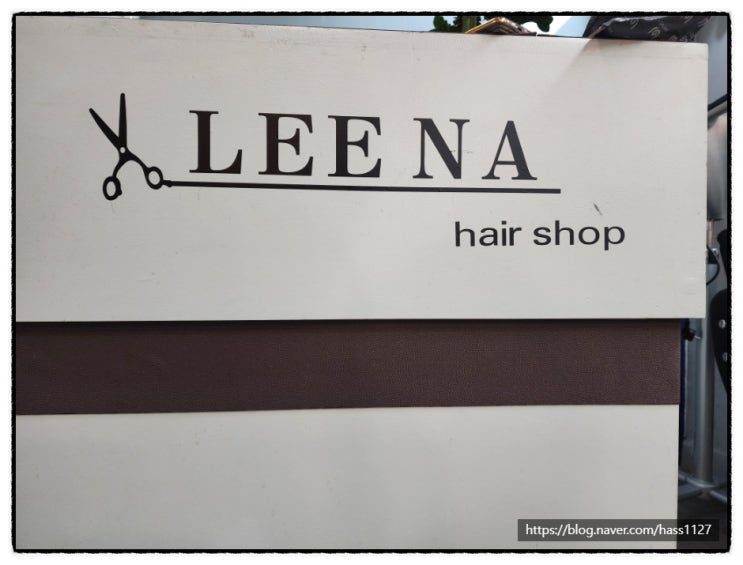 LEE NA
hair shop
https://blog.naver.com/hass1127